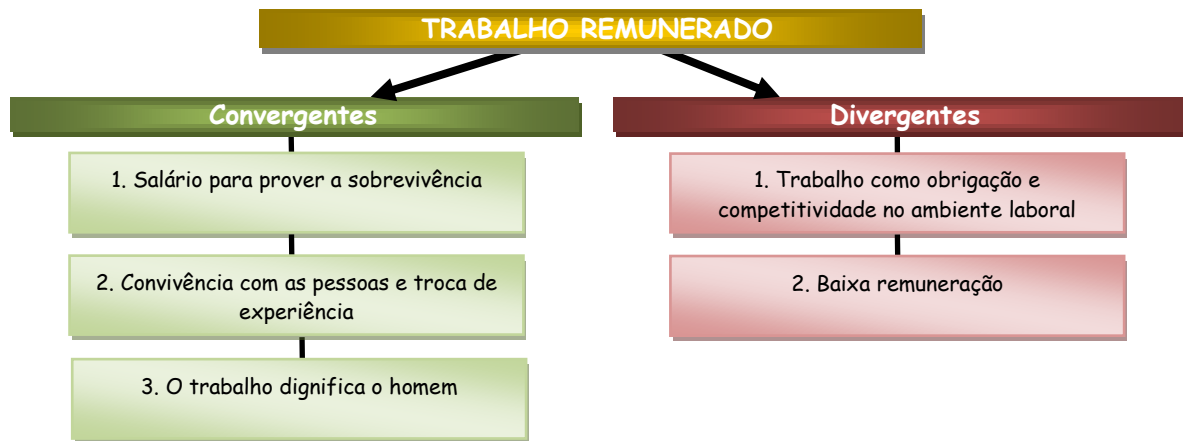 TRABALHO REMUNERADO
Convergentes
1. Salário para prover a sobrevivência
2. Convivência com as pessoas e troca de
experiência
3. O trabalho dignifica o homem
Divergentes
1. Trabalho como obrigação e
competitividade no ambiente laboral
2. Baixa remuneração